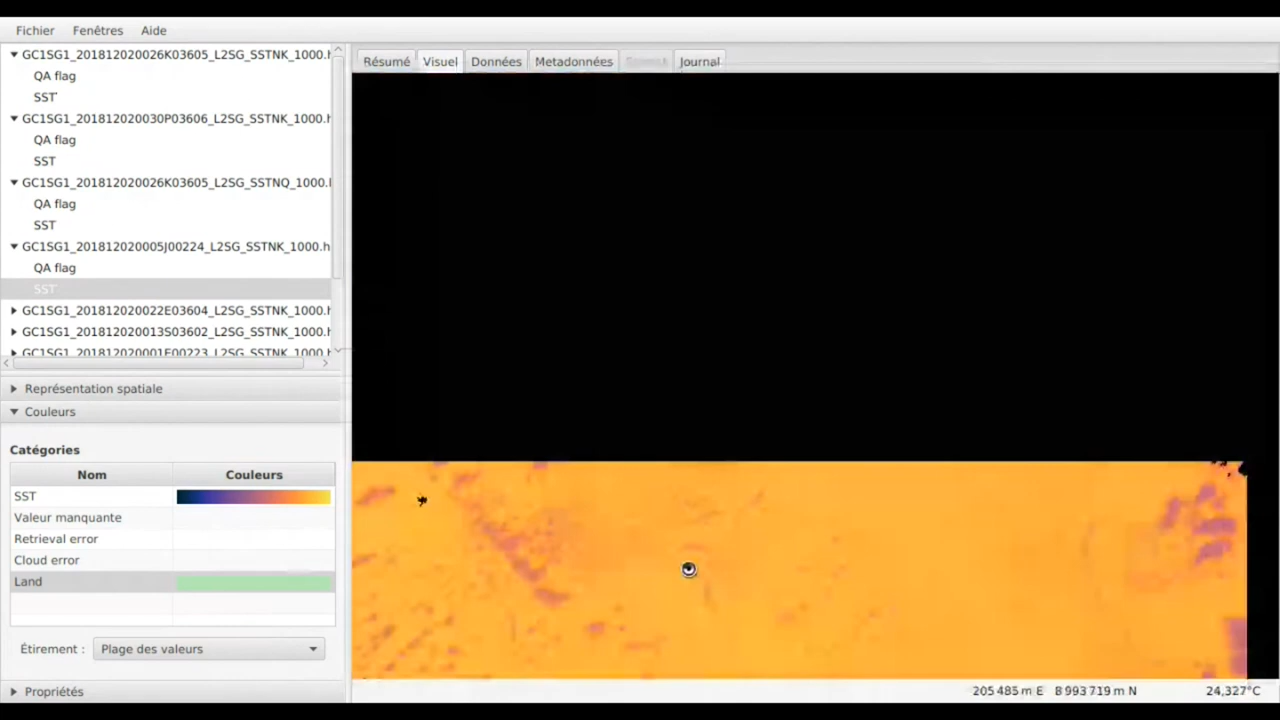 Fichier Fenêtres Aide
GC1SG1_201812020026K03605_L2SG_SSTNK_1000.h
QA flag
SST
GC1SG1_201812020030P03606_L2SG_SSTNK_1000.h
QA flag
SST
GC1SG1_201812020026K03605_L2SG_SSTNQ_1000.
QA flag
SST
GC1SG1_201812020005J00224_L2SG_SSTNK_1000.h
QA flag
SST
GC1SG1_201812020022E03604_L2SG_SSTNK_1000.h
GC1SG1_201812020013S03602_L2SG_SSTNK_1000.h
GC1SG1_201812020001F00223_L2SG_SSTNK_1000.h
Représentation spatiale
Couleurs
Catégories
Nom Couleurs
SST
Valeur manquante
Retrieval error
Cloud error
Land
Étirement : Plage des valeurs
Propriétés
Résumé Visuel Données Metadonnées Journal
205 485 m E 8 993 719 m N 24,327°C